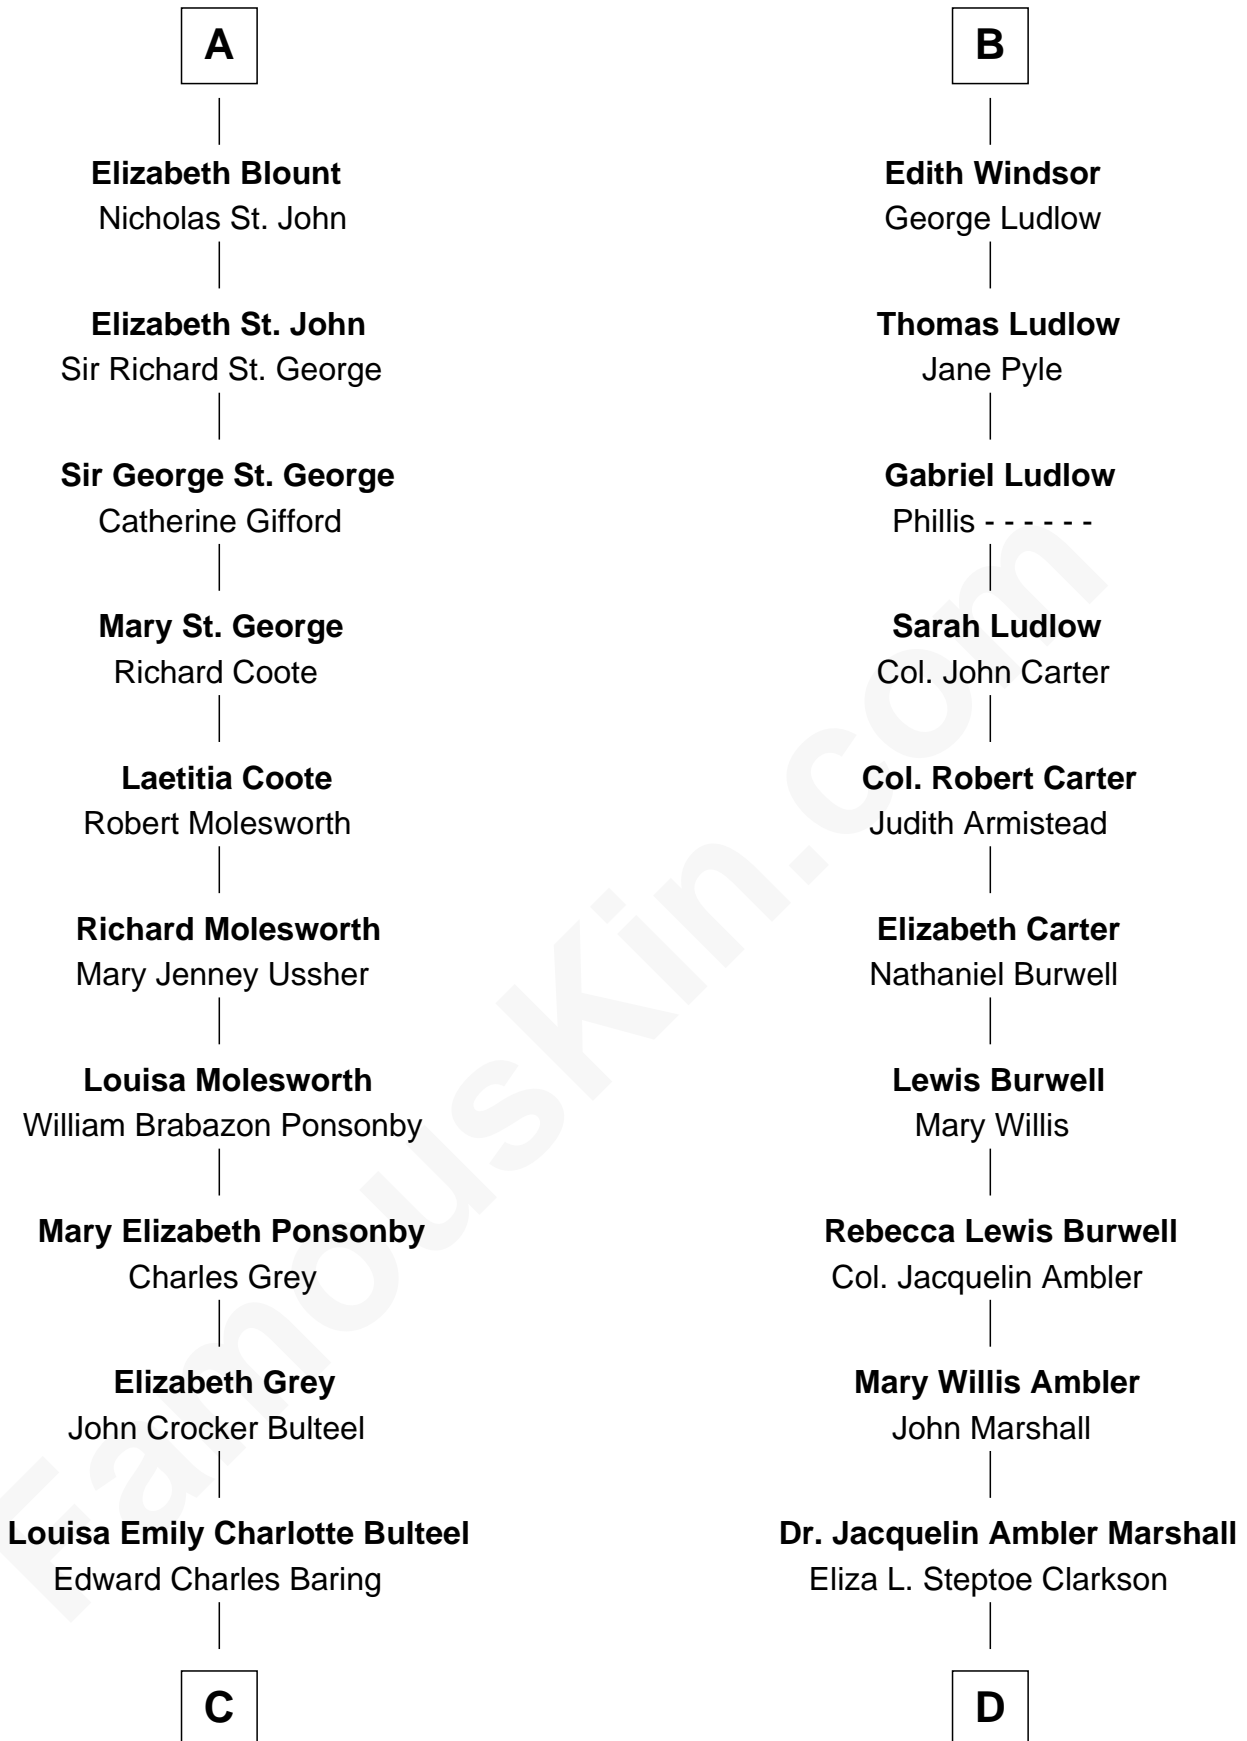 A
Elizabeth Blount
Nicholas St. John
Elizabeth St. John
Sir Richard St. George
Sir George St. George
Catherine Gifford
Mary St. George
Richard Coote
Laetitia Coote
Robert Molesworth
Richard Molesworth
Mary Jenney Ussher
Louisa Molesworth
William Brabazon Ponsonby
Mary Elizabeth Ponsonby
Charles Grey
Elizabeth Grey
John Crocker Bulteel
Louisa Emily Charlotte Bulteel
Edward Charles Baring
C
B
Edith Windsor
George Ludlow
Thomas Ludlow
Jane Pyle
Gabriel Ludlow
Phillis - - - - - -
Sarah Ludlow
Col. John Carter
Col. Robert Carter
Judith Armistead
Elizabeth Carter
Nathaniel Burwell
Lewis Burwell
Mary Willis
Rebecca Lewis Burwell
Col. Jacquelin Ambler
Mary Willis Ambler
John Marshall
Dr. Jacquelin Ambler Marshall
Eliza L. Steptoe Clarkson
D
FamousKin.com